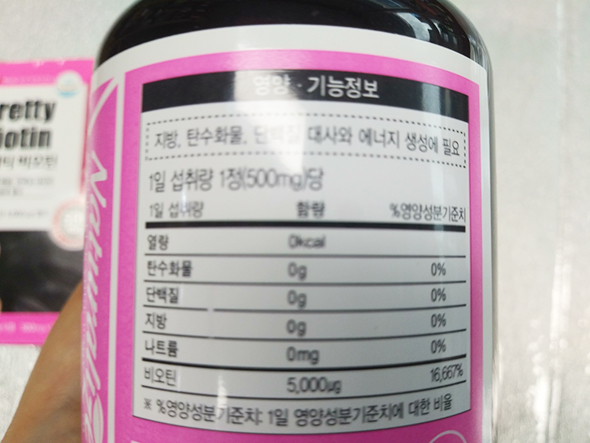 retty
iotin
Natural
영양 · 기능정보
지방, 탄수화물, 단백질 대사와 에너지 생성에 필요
1일 섭취량 1정(500mg)당
1일 섭취량 함량 %영양성분기준치
열량 0kcal
탄수화물 0g 0%
단백질 0g 0%
지방 0g 0%
나트륨 0mg 0%
비오틴 5,000μg 16,667%
※ %영양성분기준치: 1일 영양성분기준치에 대한 비율